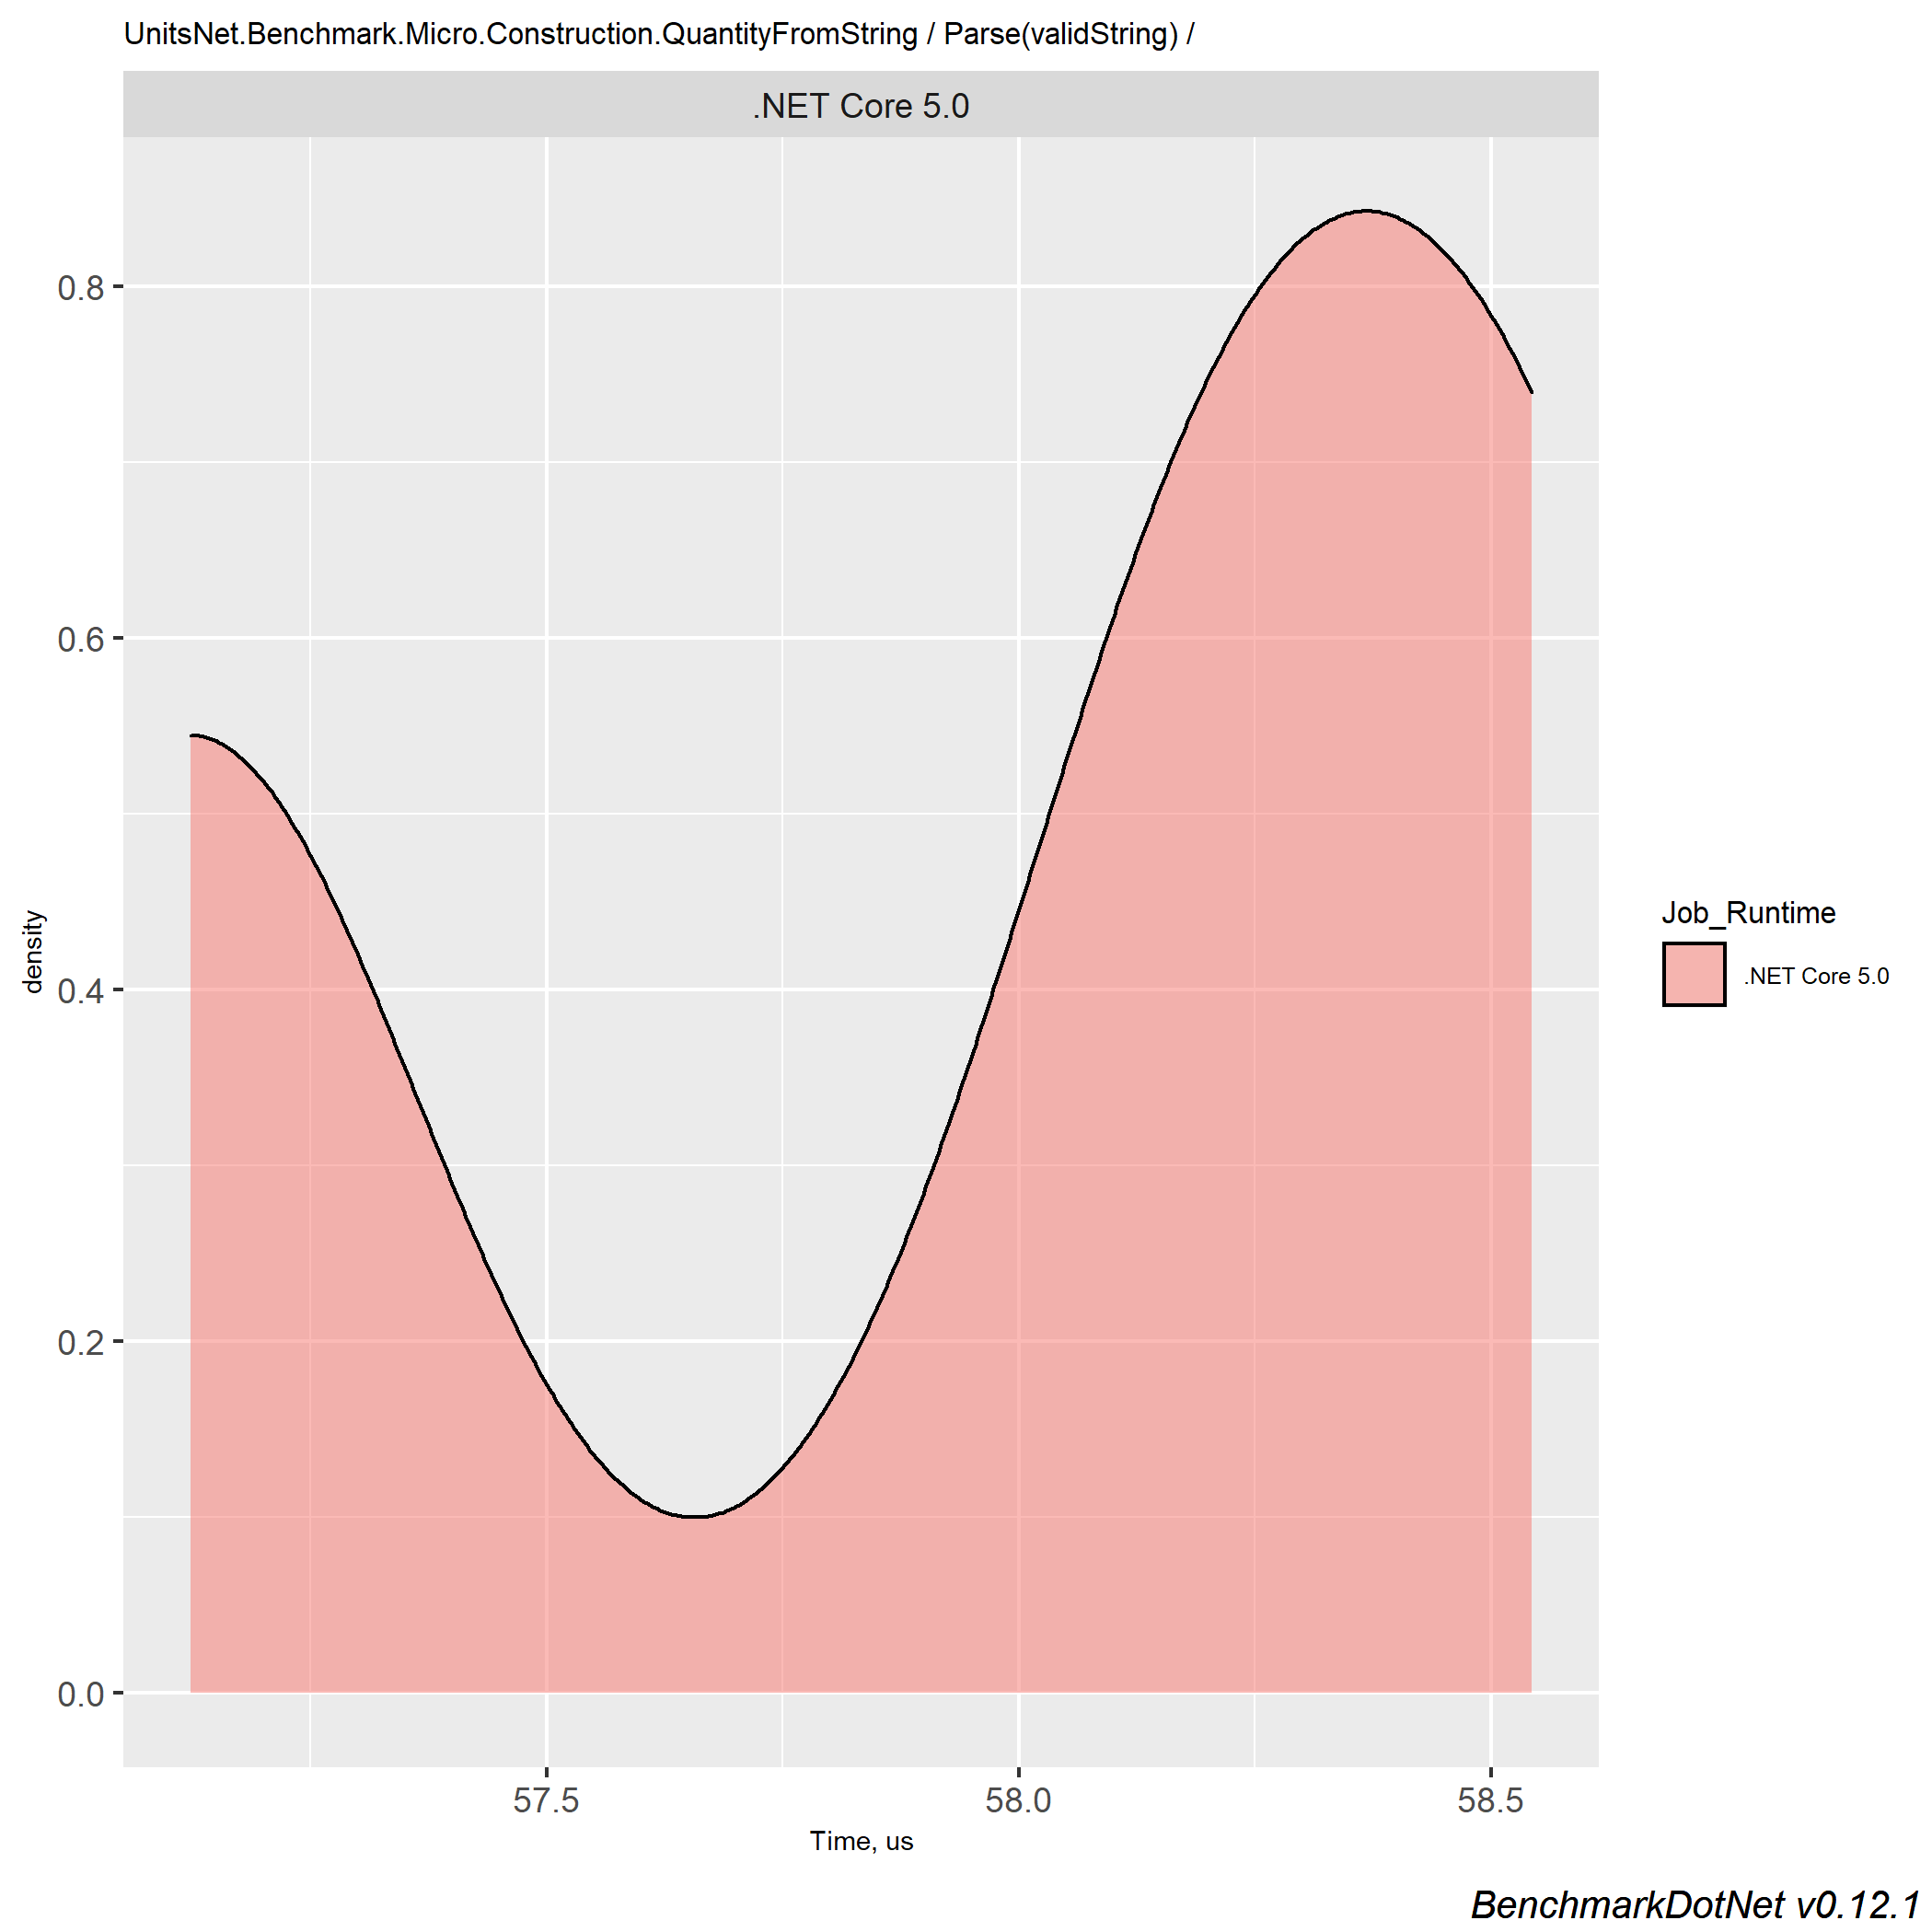 UnitsNet.Benchmark.Micro.Construction.QuantityFromString / Parse(validString) /
.NET Core 5.0
0.8
0.6
0.4
0.2
0.0
density
57.5 58.0 58.5
Time, us
Job_Runtime
.NET Core 5.0
BenchmarkDotNet v0.12.1